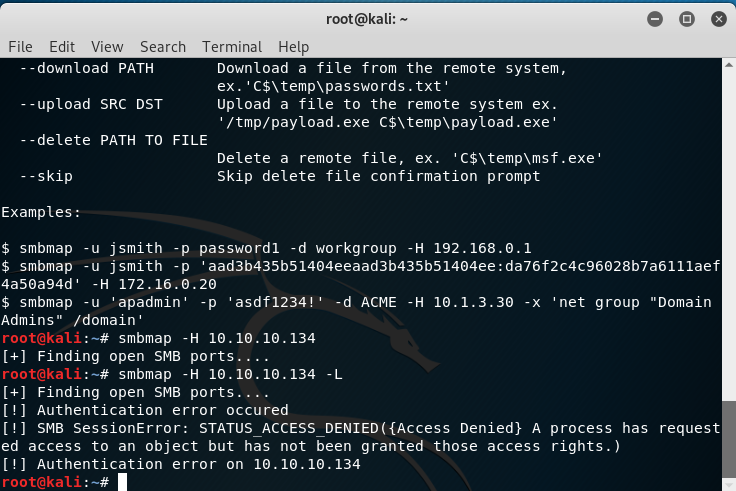 root@kali: ~
File Edit View Search Terminal Help
--download PATH Download a file from the remote system,
ex.'C$\temp\passwords.txt'
--upload SRC DST Upload a file to the remote system ex.
'/tmp/payload.exe C$\temp\payload.exe'
--delete PATH TO FILE
Delete a remote file, ex. 'C$\temp\msf.exe'
--skip Skip delete file confirmation prompt
Examples:
$ smbmap -u jsmith -p password1 -d workgroup -H 192.168.0.1
$ smbmap -u jsmith -p 'aad3b435b51404eeaad3b435b51404ee:da76f2c4c96028b7a6111aef
4a50a94d' -H 172.16.0.20
$ smbmap -u 'apadmin' -p 'asdf1234!' -d ACME -H 10.1.3.30 -x 'net group "Domain
Admins" /domain'
root@kali:~# smbmap -H 10.10.10.134
[+] Finding open SMB ports....
root@kali:~# smbmap -H 10.10.10.134 -L
[+] Finding open SMB ports....
[!] Authentication error occured
[!] SMB SessionError: STATUS_ACCESS_DENIED({Access Denied} A process has request
ed access to an object but has not been granted those access rights.)
[!] Authentication error on 10.10.10.134
root@kali:~#